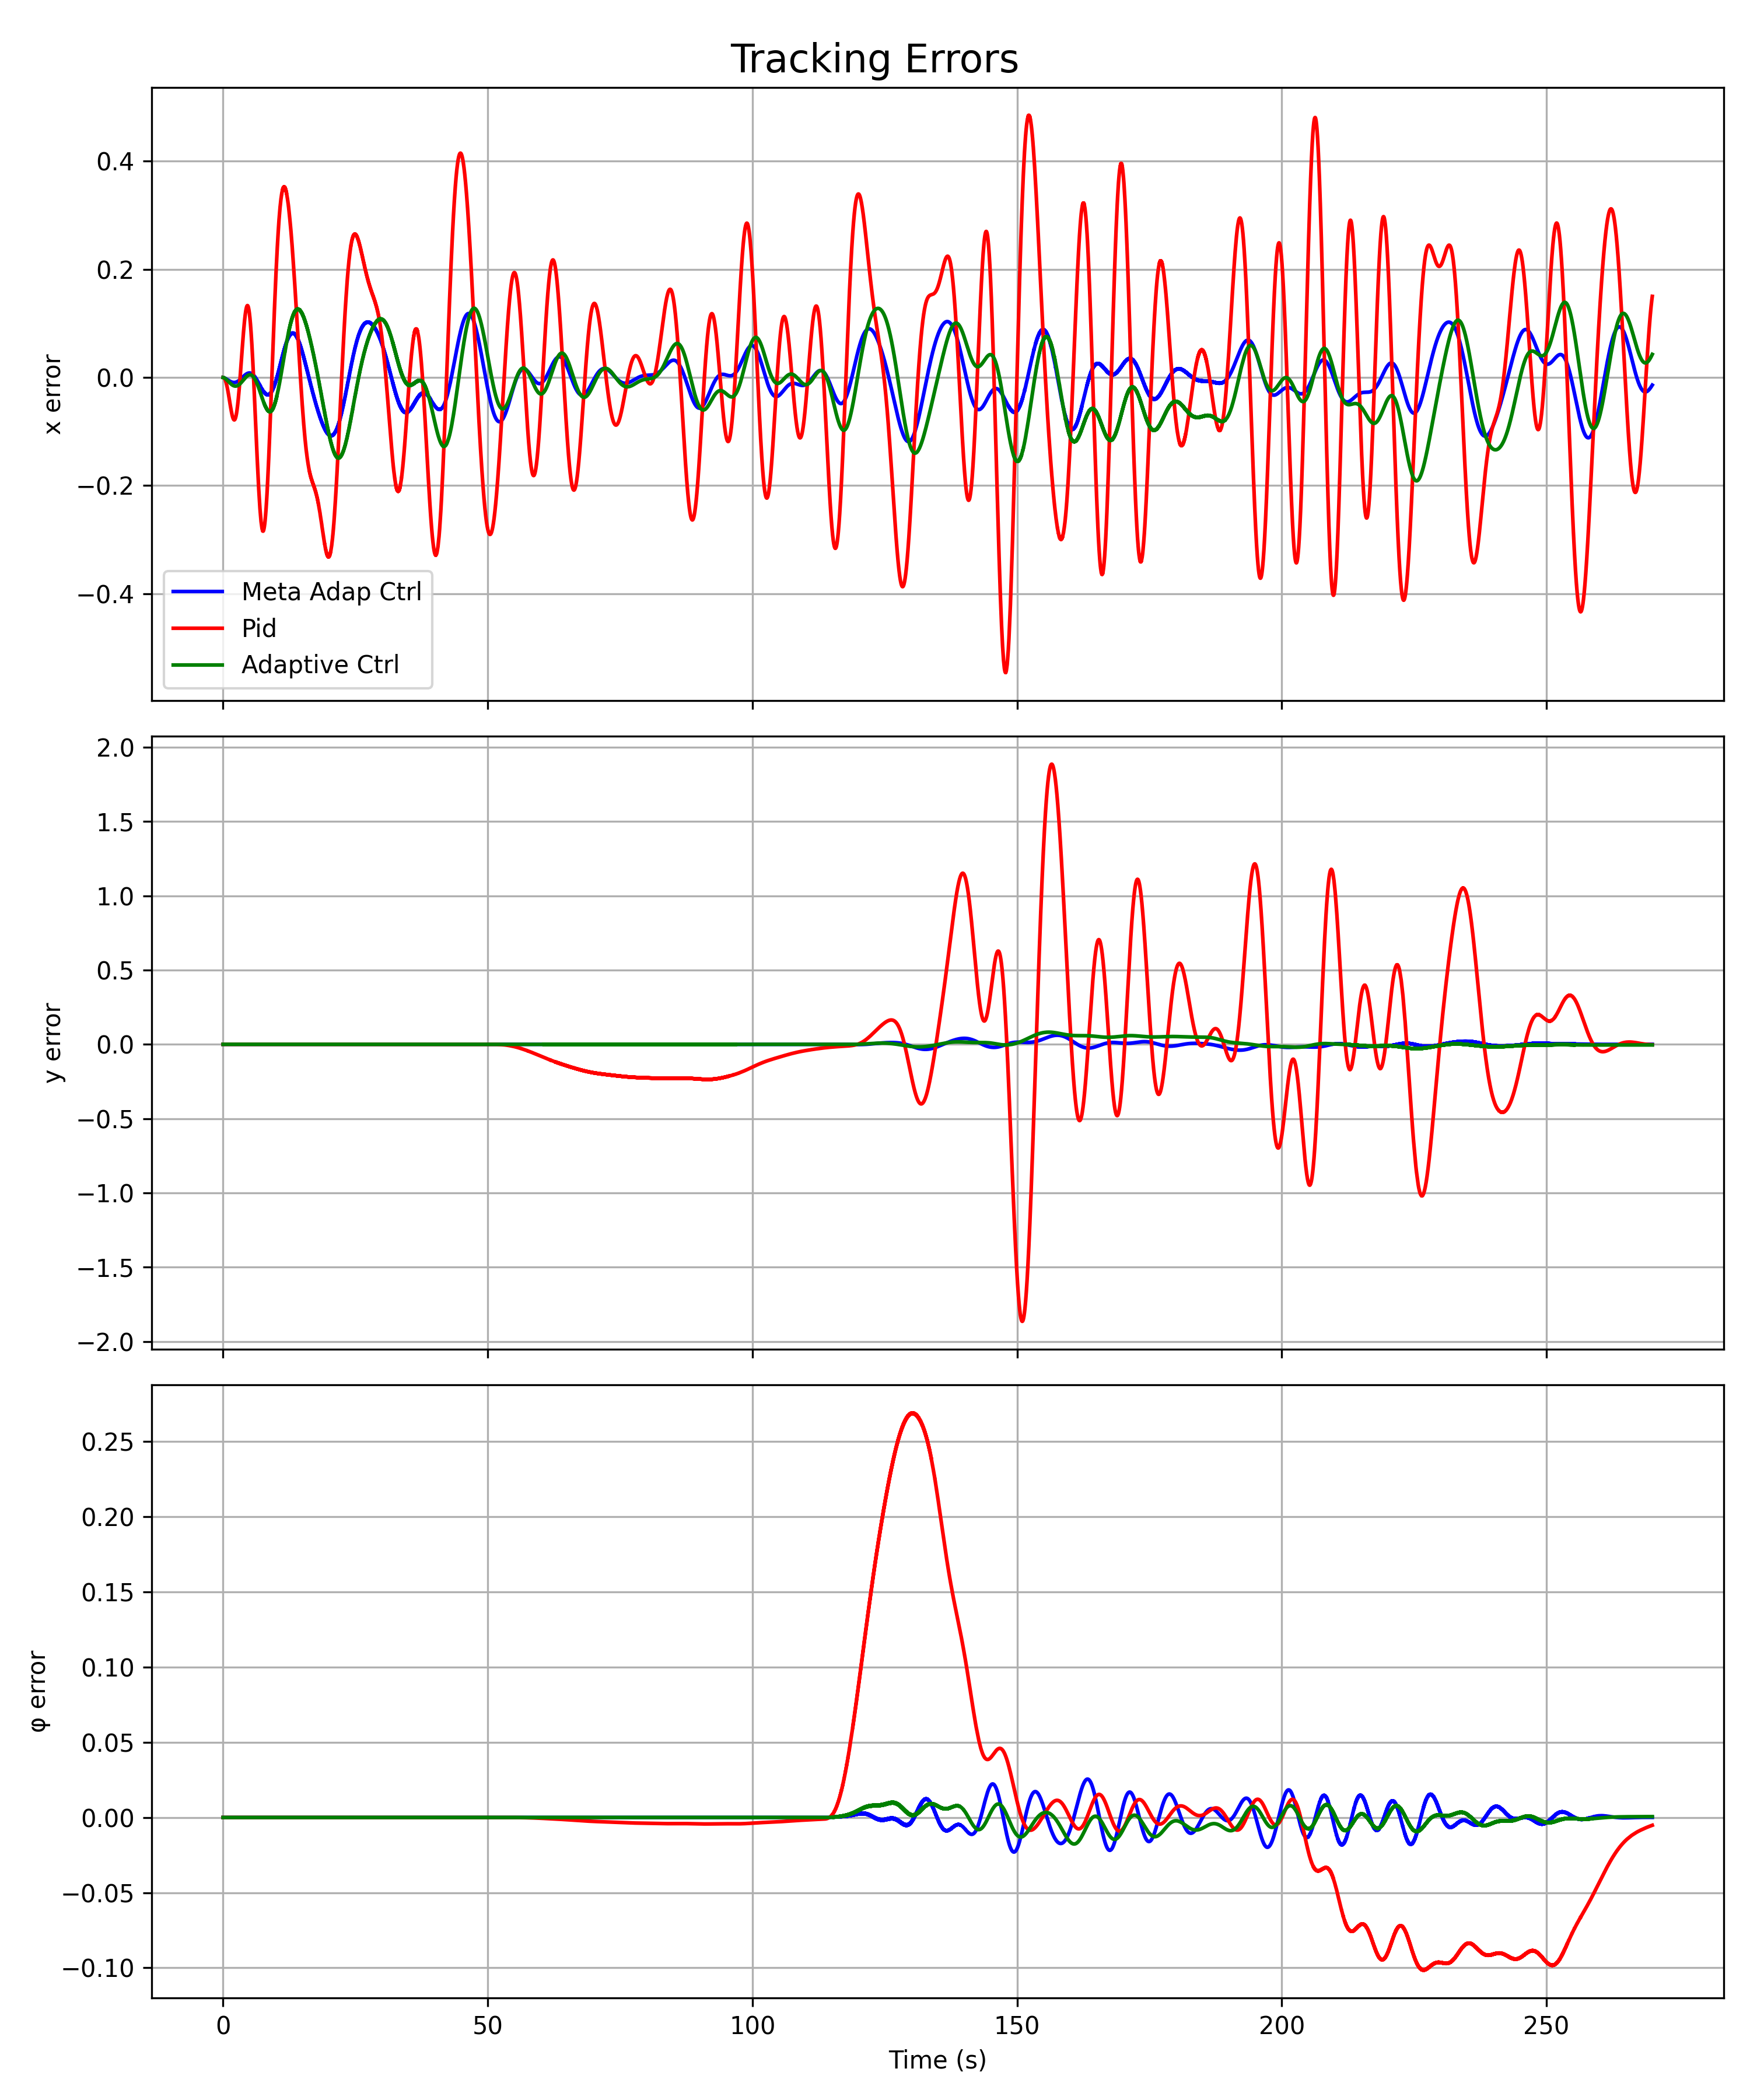 Tracking Errors
0.4
0.2
0.0
−0.2
−0.4
x error
Meta Adap Ctrl
Pid
Adaptive Ctrl
2.0
1.5
1.0
0.5
0.0
−0.5
−1.0
−1.5
−2.0
y error
0.25
0.20
0.15
0.10
0.05
0.00
−0.05
−0.10
φ error
0 50 100 150 200 250
Time (s)